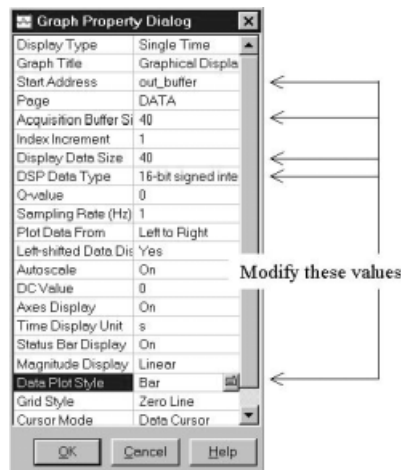 Graph Property Dialog
Display Type Single Time
Graph Title Graphical Displa
Start Address out_buffer
Page DATA
Acquisition Buffer Si 40
Index Increment 1
Display Data Size 40
DSP Data Type 16-bit signed inte
Q-value 0
Sampling Rate (Hz) 1
Plot Data From Left to Right
Left-shifted Data Dis Yes
Autoscale On
DC Value 0
Axes Display On
Time Display Unit s
Status Bar Display On
Magnitude Display Linear
Data Plot Style Bar
Grid Style Zero Line
Cursor Mode Data Cursor
OK Cancel Help
Modify these values